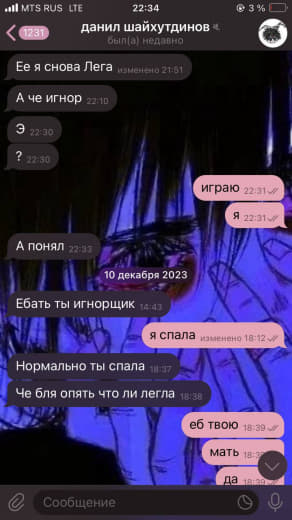 MTS RUS LTE 22:34 3 %
1231 данил шайхутдинов
был(а) недавно
Ее я снова Лега изменено 21:51
А че игнор 22:10
Э 22:30
? 22:30
играю 22:31
я 22:31
А понял 22:33
10 декабря 2023
Ебать ты игнорщик 14:43
я спала изменено 18:12
Нормально ты спала 18:37
Че бля опять что ли легла 18:38
еб твою 18:39
мать 18:39
да
Сообщение